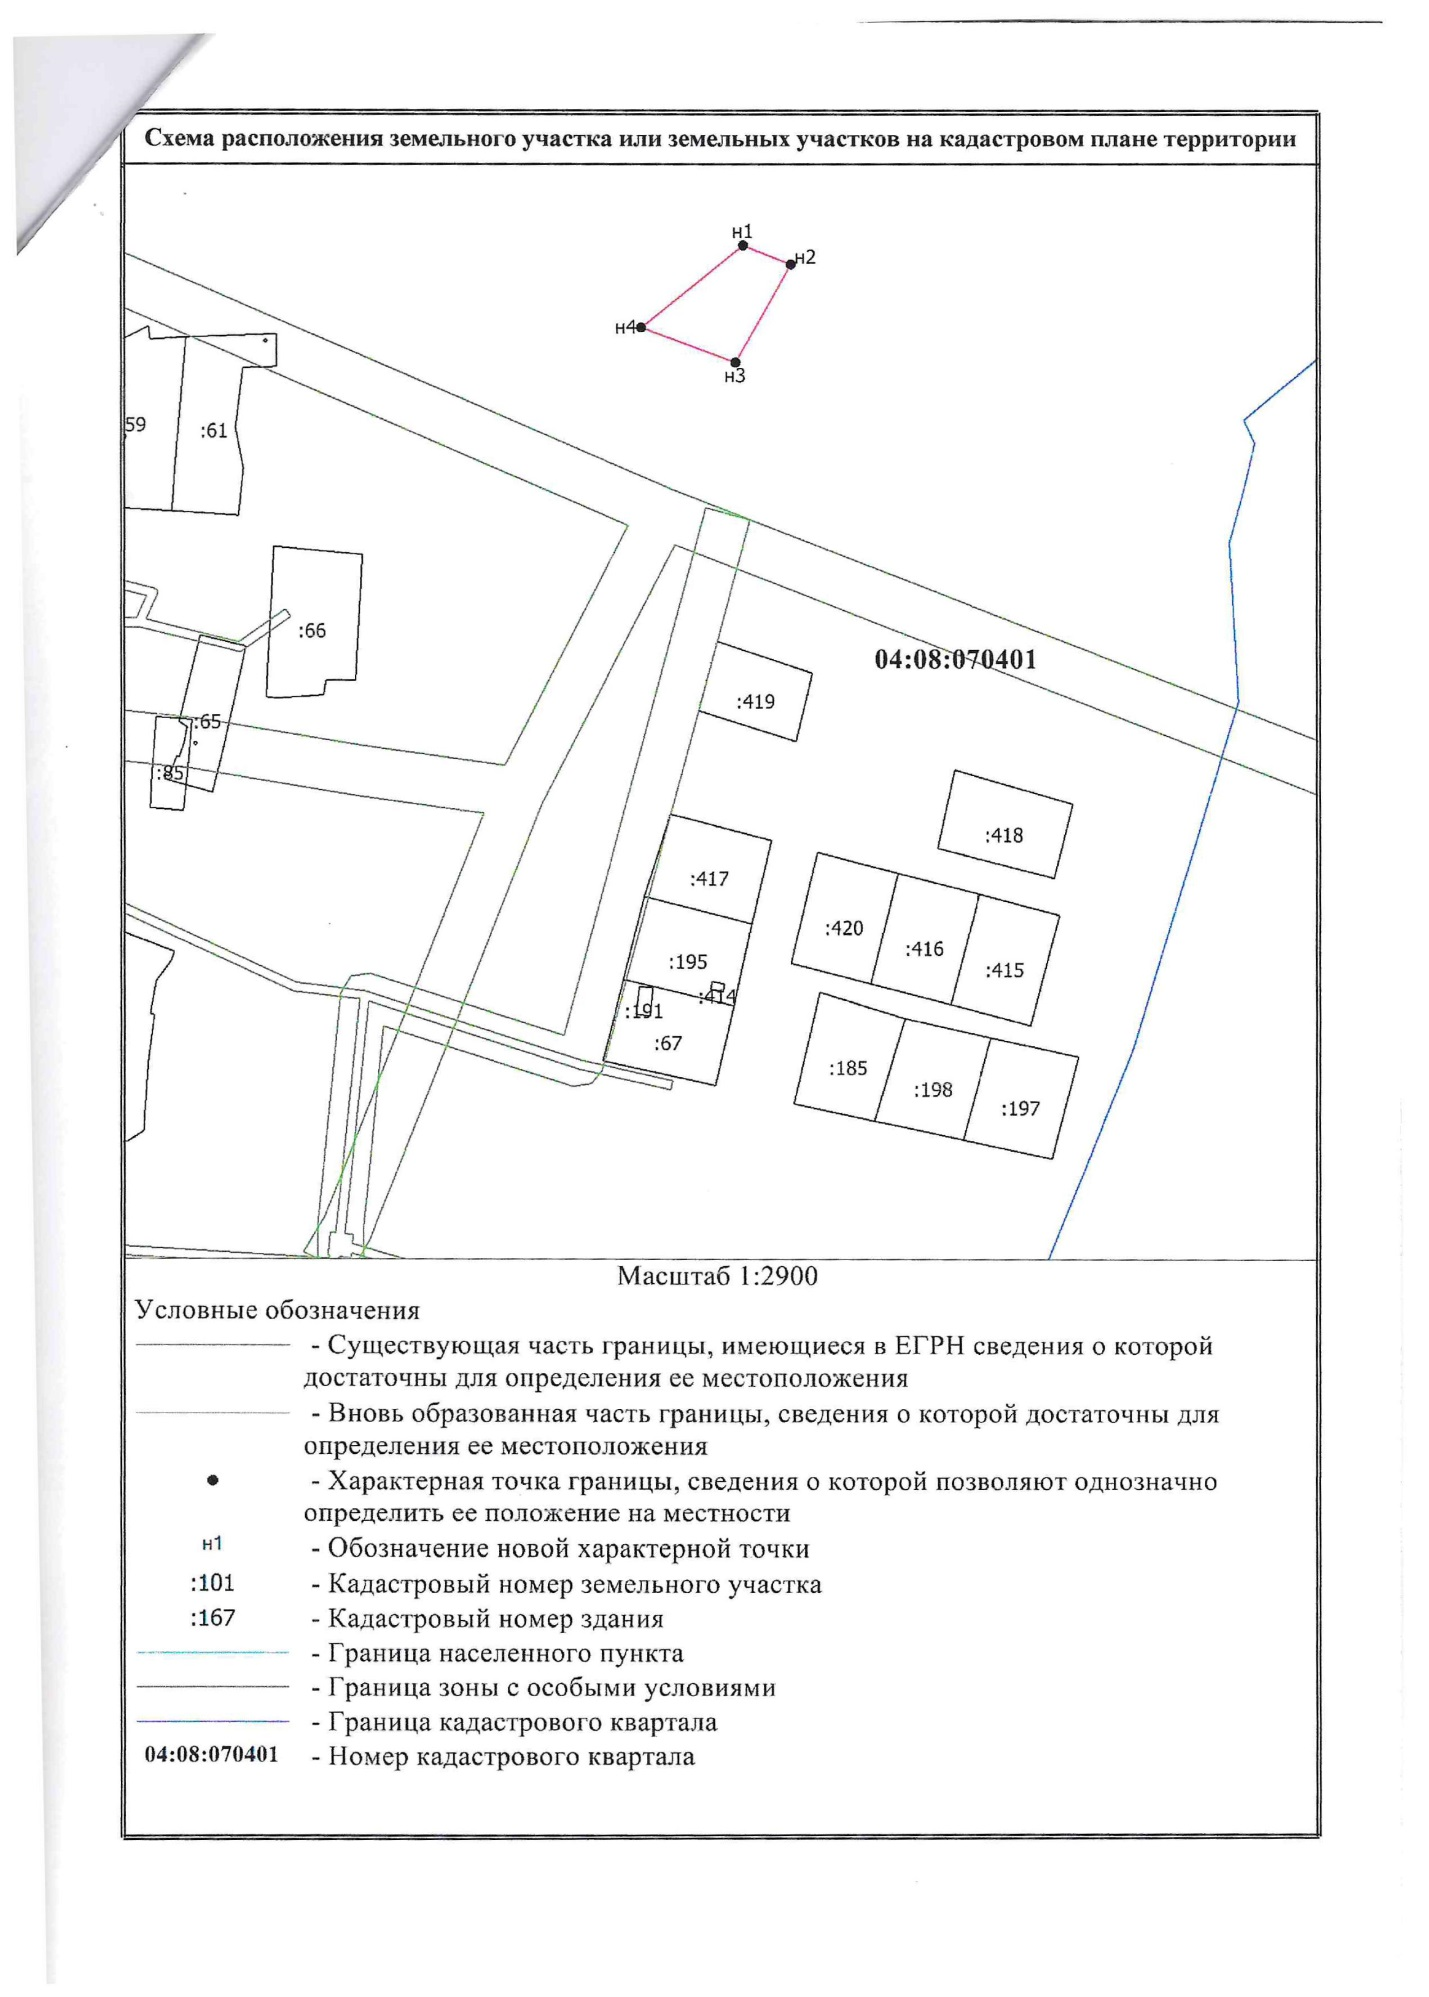 Схема расположения земельного участка или земельных участков на кадастровом плане территории
н1
н2
н4
н3
59
:61
:66
04:08:070401
:419
:65
:85
:418
:417
:420
:416
:195
:415
:414
:191
:67
:185
:198
:197
Масштаб 1:2900
Условные обозначения
- Существующая часть границы, имеющиеся в ЕГРН сведения о которой
достаточны для определения ее местоположения
- Вновь образованная часть границы, сведения о которой достаточны для
определения ее местоположения
- Характерная точка границы, сведения о которой позволяют однозначно
определить ее положение на местности
н1 - Обозначение новой характерной точки
:101 - Кадастровый номер земельного участка
:167 - Кадастровый номер здания
- Граница населенного пункта
- Граница зоны с особыми условиями
- Граница кадастрового квартала
04:08:070401 - Номер кадастрового квартала